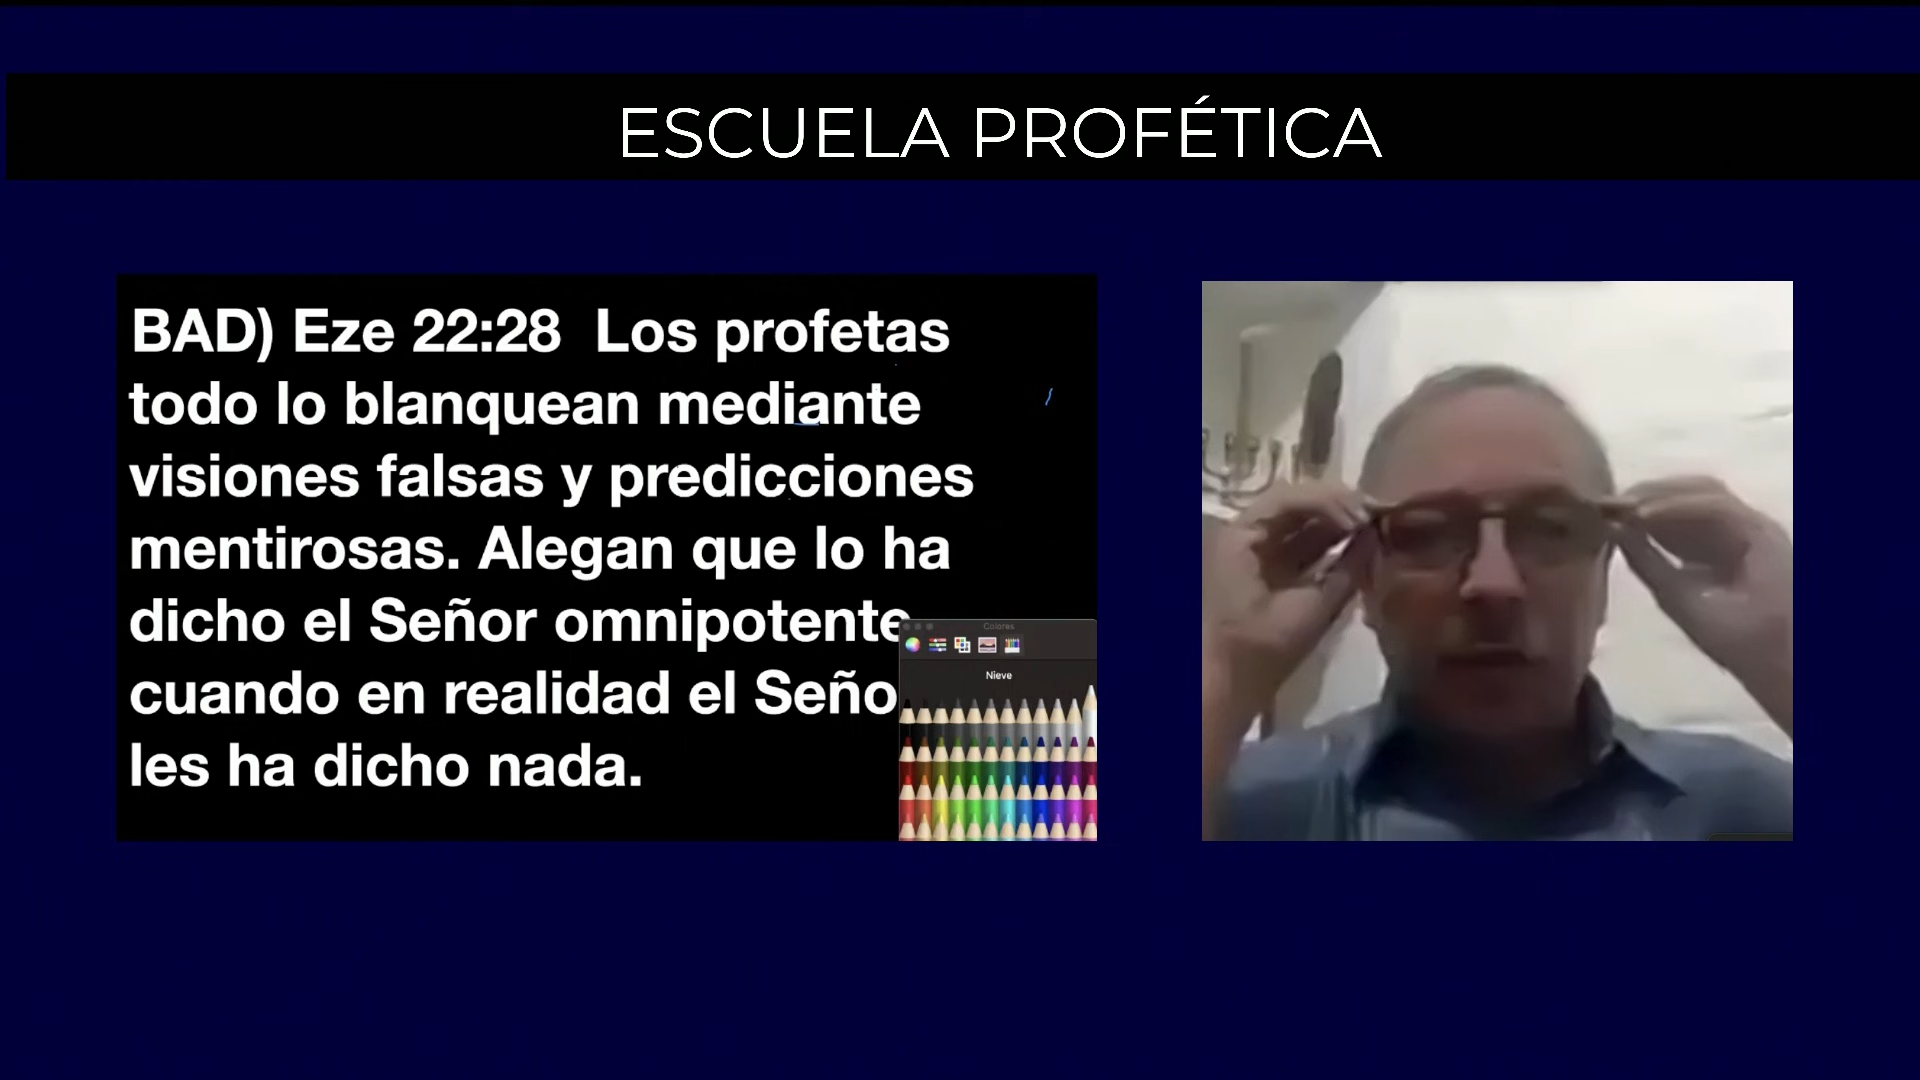 ESCUELA PROFÉTICA
BAD) Eze 22:28 Los profetas
todo lo blanquean mediante
visiones falsas y predicciones
mentirosas. Alegan que lo ha
dicho el Señor omnipotente
cuando en realidad el Seño
les ha dicho nada.
Colores
Nieve